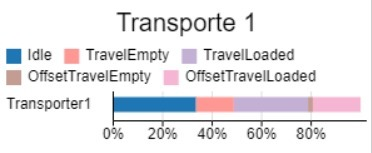 Transporte 1
Idle TravelEmpty TravelLoaded
OffsetTravelEmpty OffsetTravelLoaded
Transporter1
0% 20% 40% 60% 80%